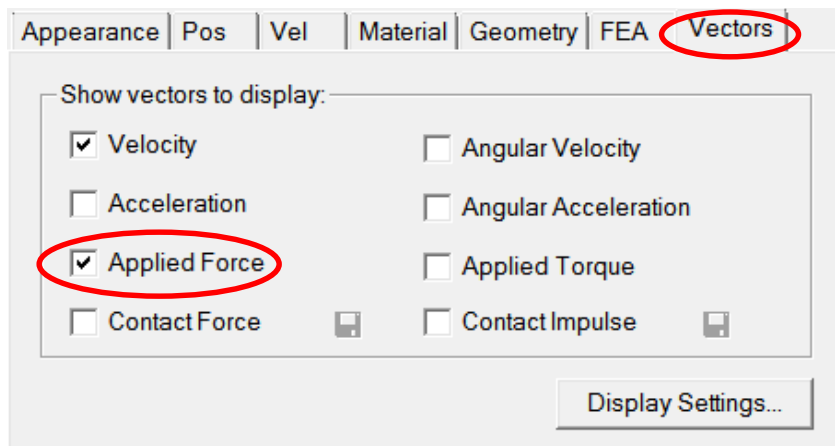 Appearance Pos Vel Material Geometry FEA Vectors
Show vectors to display:
Velocity Angular Velocity
Acceleration Angular Acceleration
Applied Force Applied Torque
Contact Force Contact Impulse
Display Settings...